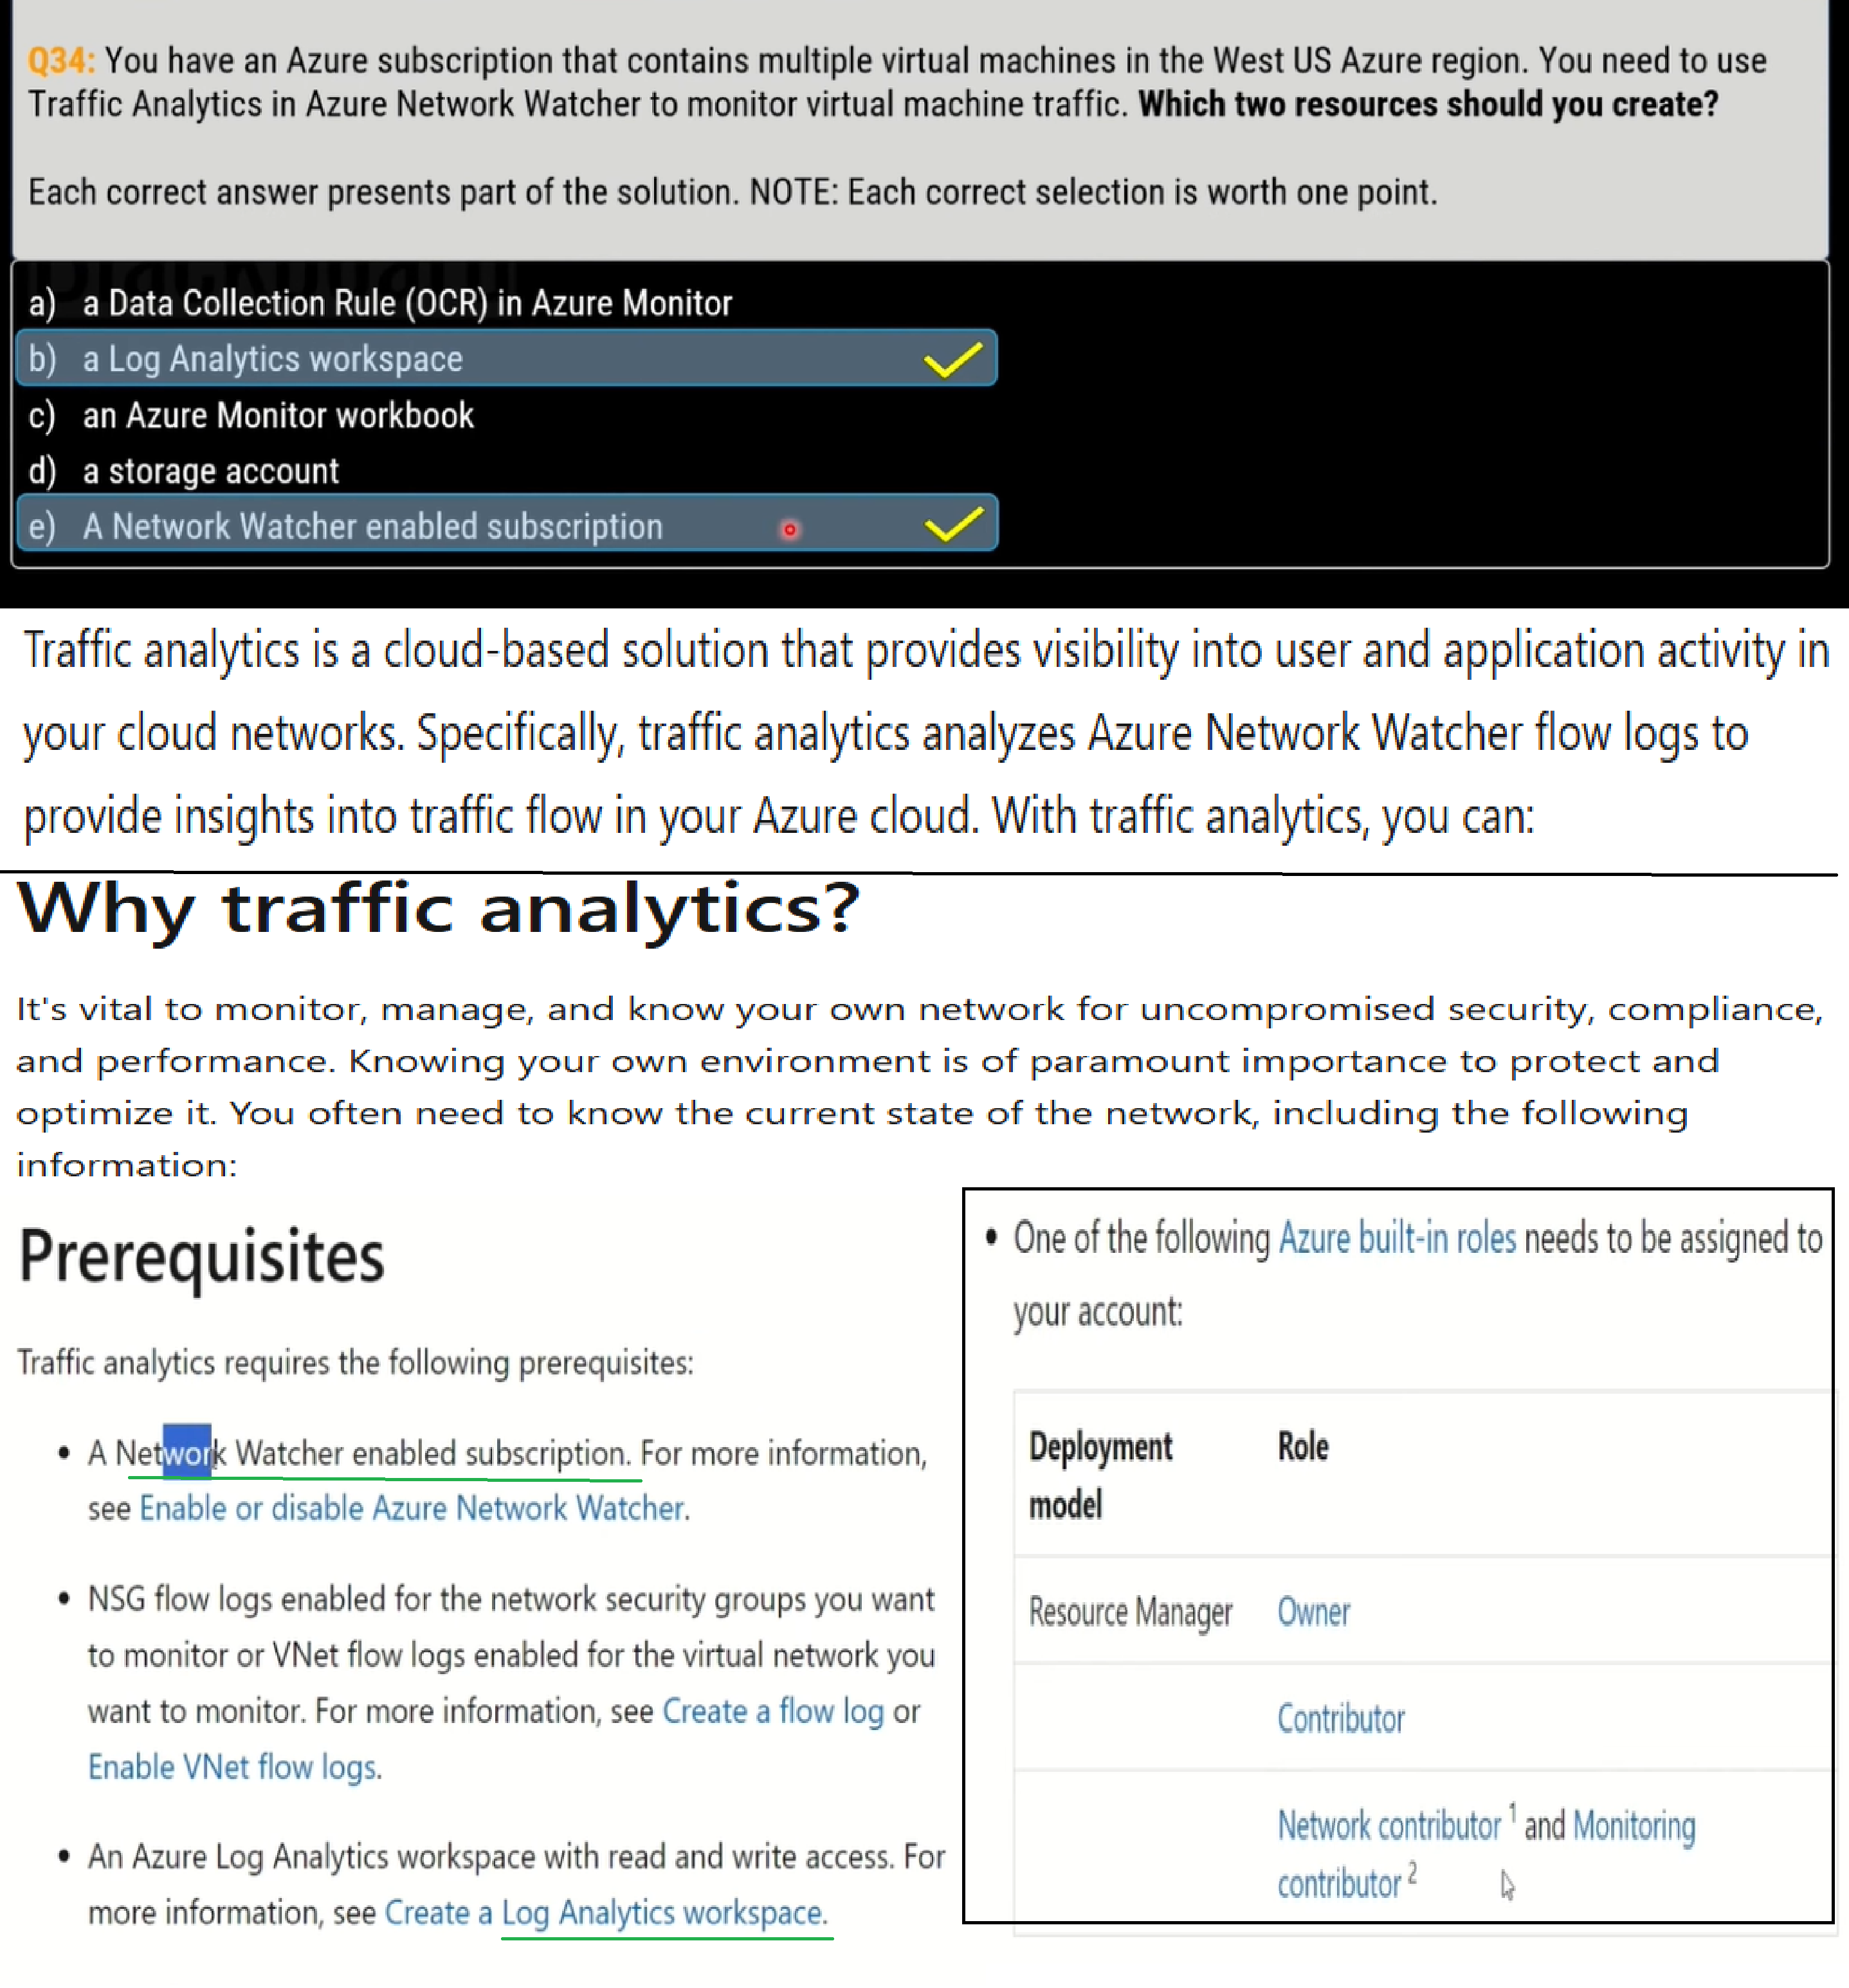 Q34: You have an Azure subscription that contains multiple virtual machines in the West US Azure region. You need to use
Traffic Analytics in Azure Network Watcher to monitor virtual machine traffic. Which two resources should you create?
Each correct answer presents part of the solution. NOTE: Each correct selection is worth one point.
a) a Data Collection Rule (OCR) in Azure Monitor
b) a Log Analytics workspace
c) an Azure Monitor workbook
d) a storage account
e) A Network Watcher enabled subscription
Traffic analytics is a cloud-based solution that provides visibility into user and application activity in
your cloud networks. Specifically, traffic analytics analyzes Azure Network Watcher flow logs to
provide insights into traffic flow in your Azure cloud. With traffic analytics, you can:
Why traffic analytics?
It's vital to monitor, manage, and know your own network for uncompromised security, compliance,
and performance. Knowing your own environment is of paramount importance to protect and
optimize it. You often need to know the current state of the network, including the following
information:
Prerequisites
Traffic analytics requires the following prerequisites:
• A Network Watcher enabled subscription. For more information,
see Enable or disable Azure Network Watcher.
• NSG flow logs enabled for the network security groups you want
to monitor or VNet flow logs enabled for the virtual network you
want to monitor. For more information, see Create a flow log or
Enable VNet flow logs.
• An Azure Log Analytics workspace with read and write access. For
more information, see Create a Log Analytics workspace.
• One of the following Azure built-in roles needs to be assigned to
your account:
Deployment model Role
Resource Manager Owner
Contributor
Network contributor 1 and Monitoring
contributor 2